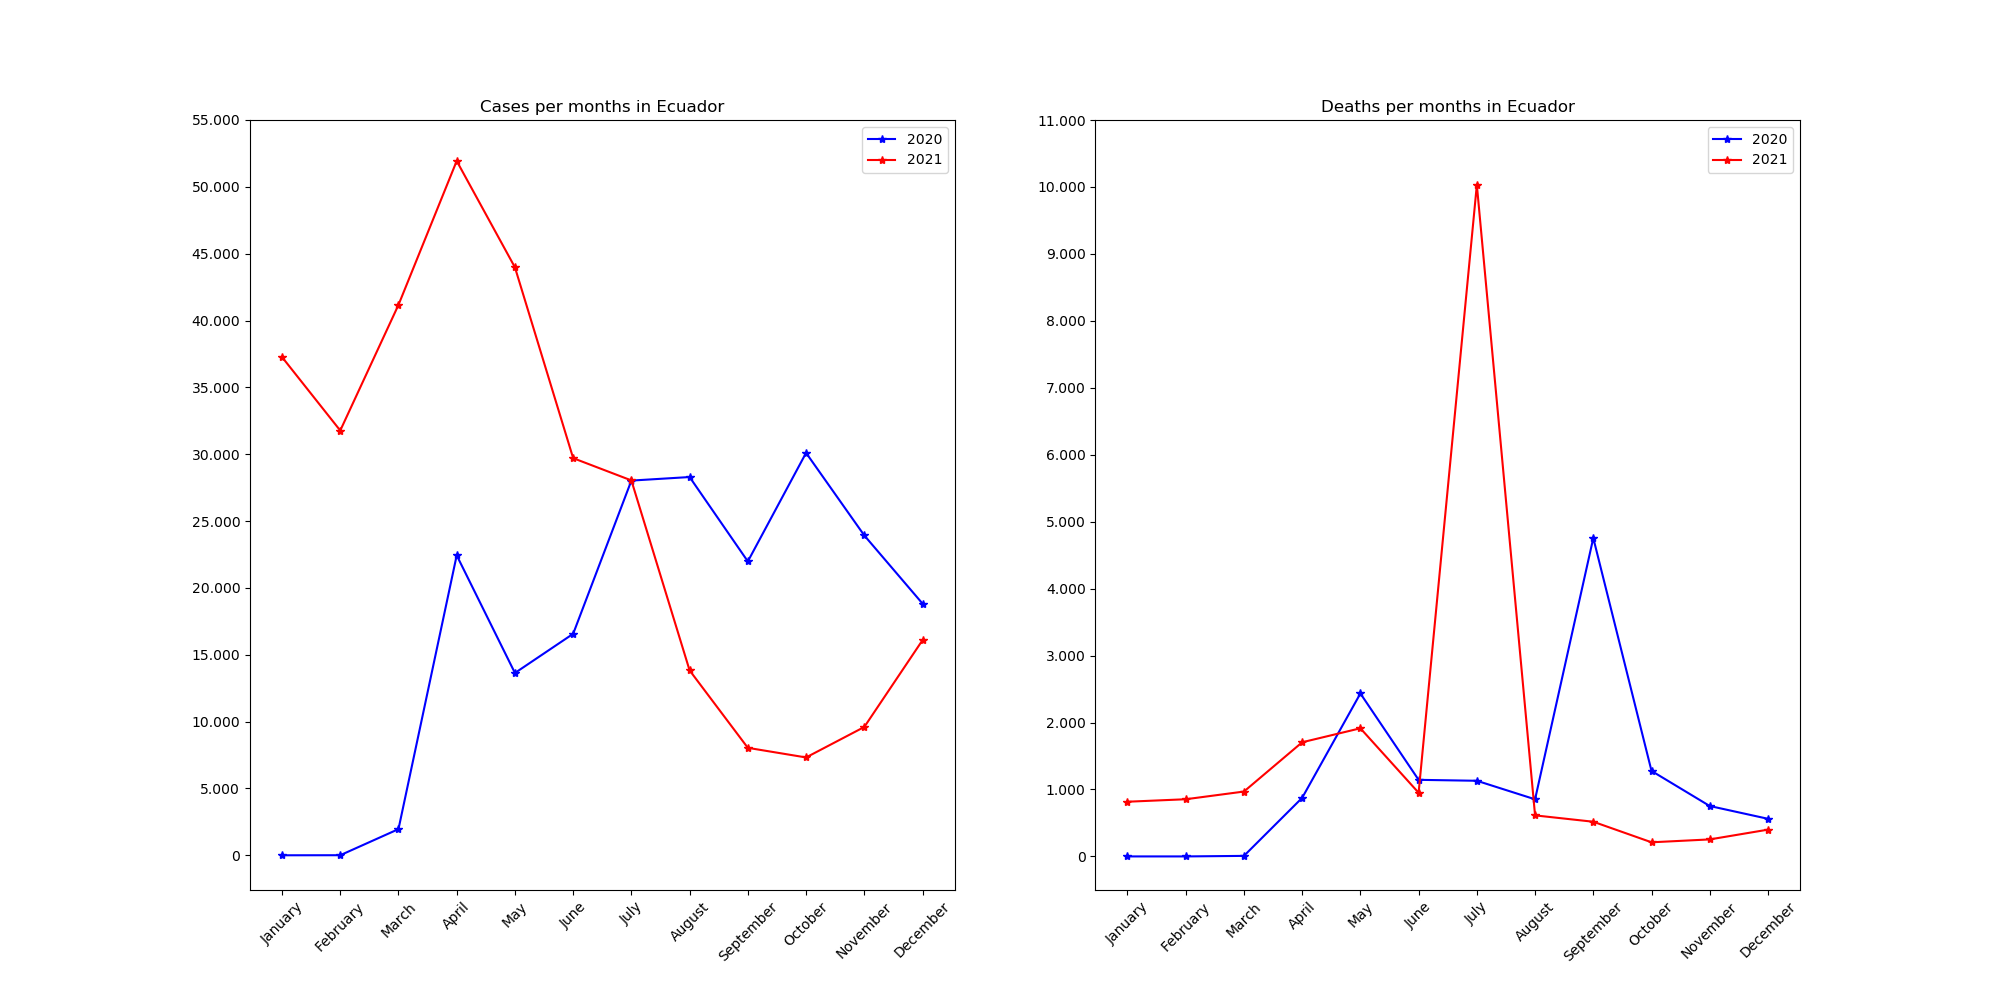 Cases per months in Ecuador
55.000
50.000
45.000
40.000
35.000
30.000
25.000
20.000
15.000
10.000
5.000
0
2020
2021
January
February
March
April
May
June
July
August
September
October
November
December
Deaths per months in Ecuador
11.000
10.000
9.000
8.000
7.000
6.000
5.000
4.000
3.000
2.000
1.000
0
2020
2021
January
February
March
April
May
June
July
August
September
October
November
December